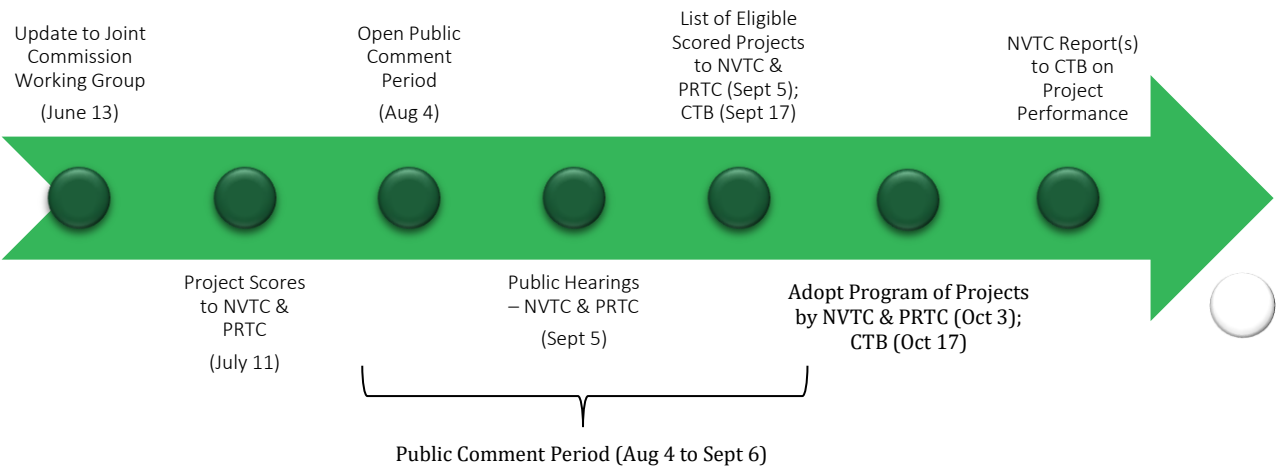 Update to Joint
Commission
Working Group
(June 13)
Project Scores
to NVTC &
PRTC
(July 11)
Open Public
Comment
Period
(Aug 4)
Public Hearings
– NVTC & PRTC
(Sept 5)
List of Eligible
Scored Projects
to NVTC &
PRTC (Sept 5);
CTB (Sept 17)
Adopt Program of Projects
by NVTC & PRTC (Oct 3);
CTB (Oct 17)
NVTC Report(s)
to CTB on
Project
Performance
Public Comment Period (Aug 4 to Sept 6)